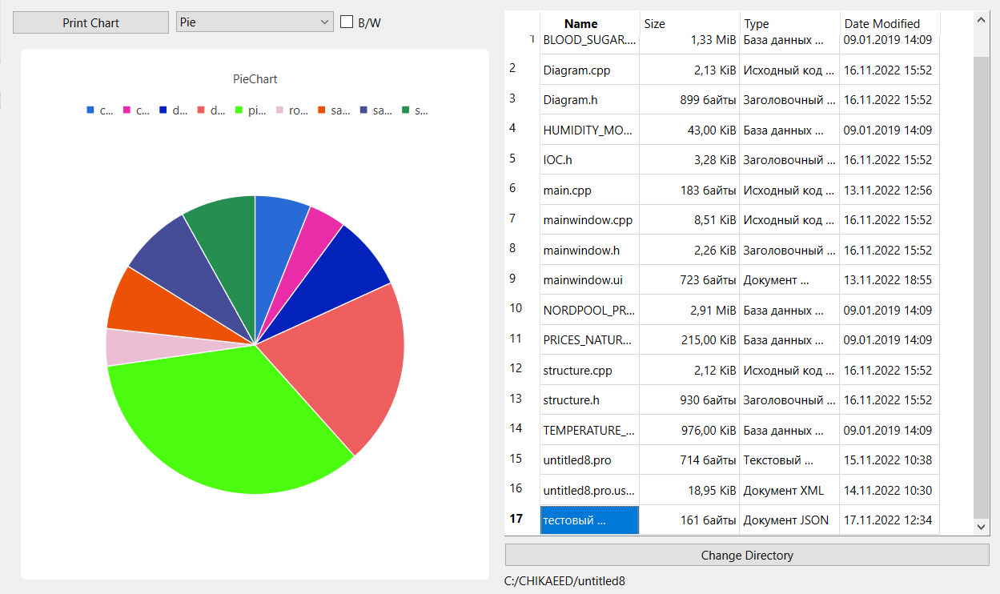 Print Chart
Pie
B/W
PieChart
c... c... d... d... pi... ro... sa... sa... s...
Name Size Type Date Modified
1 BLOOD_SUGAR.... 1,33 MiB База данных ... 09.01.2019 14:09
2 Diagram.cpp 2,13 KiB Исходный код ... 16.11.2022 15:52
3 Diagram.h 899 байты Заголовочный ... 16.11.2022 15:52
4 HUMIDITY_MO... 43,00 KiB База данных ... 09.01.2019 14:09
5 IOC.h 3,28 KiB Заголовочный ... 16.11.2022 15:52
6 main.cpp 183 байты Исходный код ... 13.11.2022 12:56
7 mainwindow.cpp 8,51 KiB Исходный код ... 16.11.2022 15:52
8 mainwindow.h 2,26 KiB Заголовочный ... 16.11.2022 15:52
9 mainwindow.ui 723 байты Документ ... 13.11.2022 18:55
10 NORDPOOL_PR... 2,91 MiB База данных ... 09.01.2019 14:09
11 PRICES_NATUR... 215,00 KiB База данных ... 09.01.2019 14:09
12 structure.cpp 2,12 KiB Исходный код ... 16.11.2022 15:52
13 structure.h 930 байты Заголовочный ... 16.11.2022 15:52
14 TEMPERATURE_... 976,00 KiB База данных ... 09.01.2019 14:09
15 untitled8.pro 714 байты Текстовый ... 15.11.2022 10:38
16 untitled8.pro.us... 18,95 KiB Документ XML 14.11.2022 10:30
17 тестовый ... 161 байты Документ JSON 17.11.2022 12:34
Change Directory
C:/CHIKAEED/untitled8